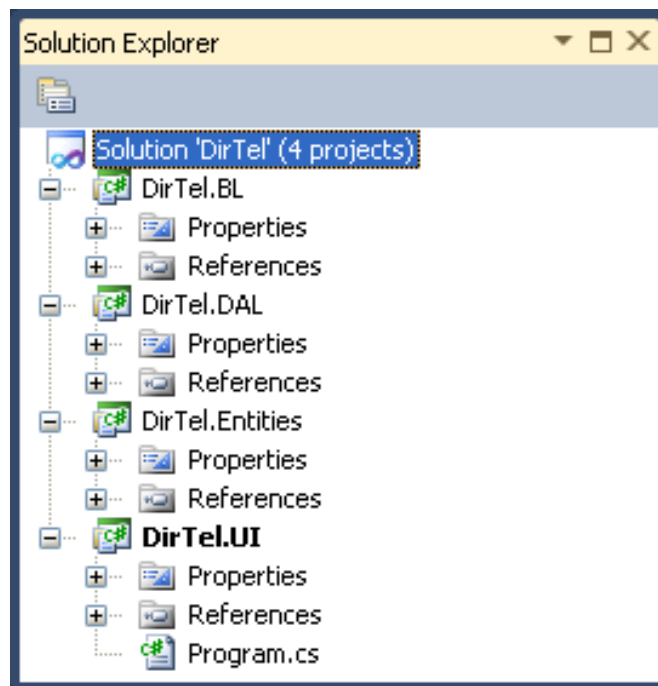 Solution Explorer
Solution 'DirTel' (4 projects)
DirTel.BL
Properties
References
DirTel.DAL
Properties
References
DirTel.Entities
Properties
References
DirTel.UI
Properties
References
Program.cs